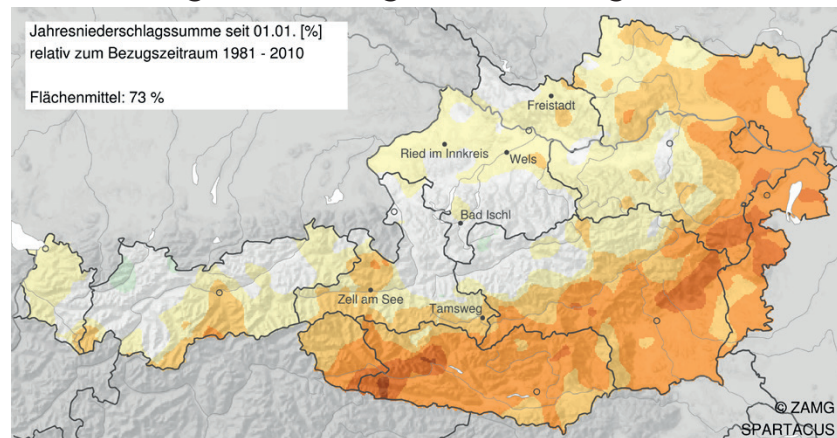 Jahresniederschlagssumme seit 01.01. [%]
relativ zum Bezugszeitraum 1981 - 2010
Flächenmittel: 73 %
Freistadt
Ried im Innkreis
Wels
Bad Ischl
Zell am See
Tamsweg
© ZAMG
SPARTACUS